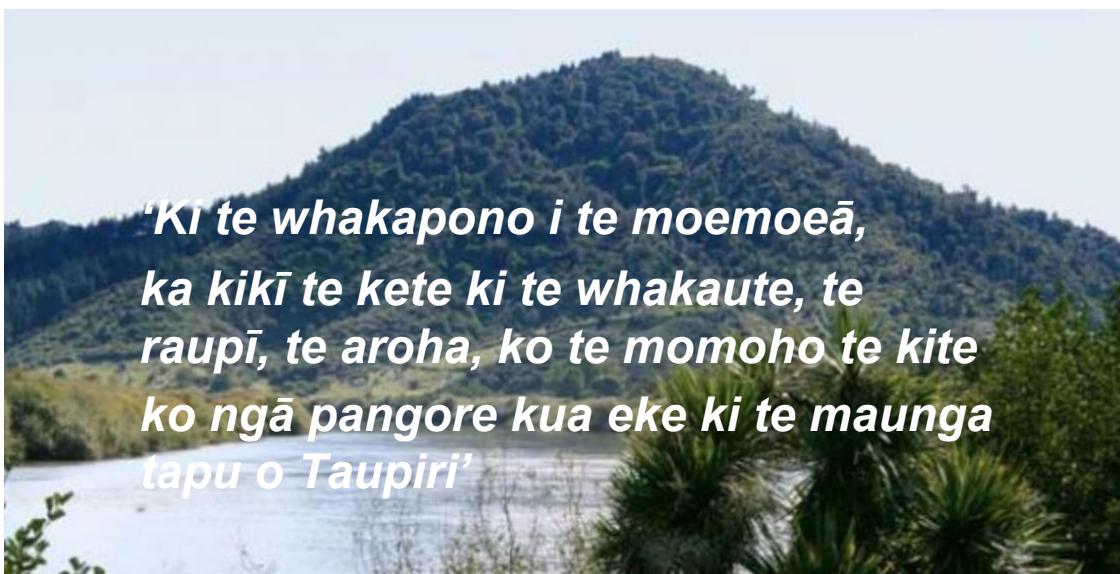 ‘Ki te whakapono i te moemoeā,
ka kikī te kete ki te whakaute, te
raupī, te aroha, ko te momoho te kite
ko ngā pangore kua eke ki te maunga
tapu o Taupiri’